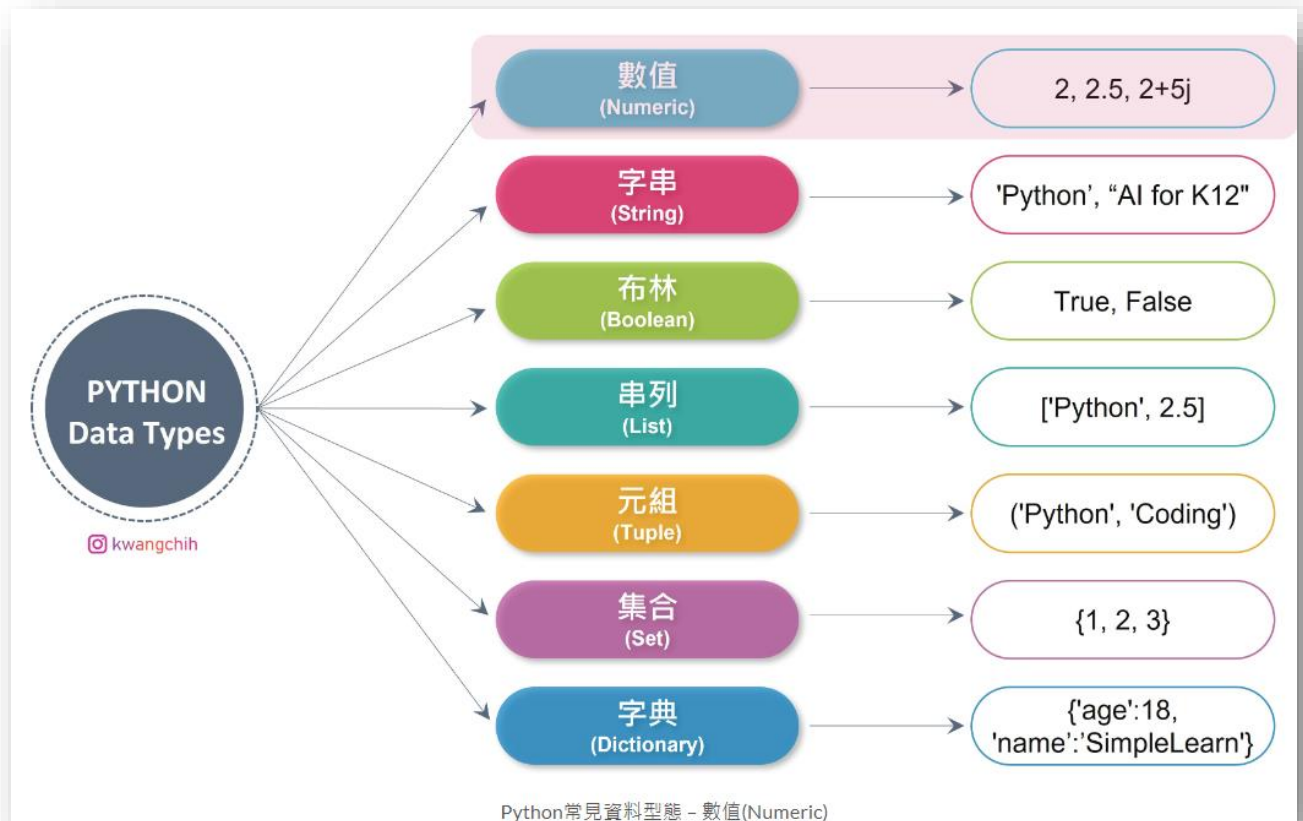 數值
(Numeric)
2, 2.5, 2+5j
字串
(String)
'Python’, “AI for K12"
布林
(Boolean)
True, False
PYTHON
Data Types
kwangchih
串列
(List)
['Python', 2.5]
元組
(Tuple)
('Python', 'Coding')
集合
(Set)
{1, 2, 3}
字典
(Dictionary)
{'age':18,
'name’:’SimpleLearn'}
Python常見資料型態 – 數值(Numeric)